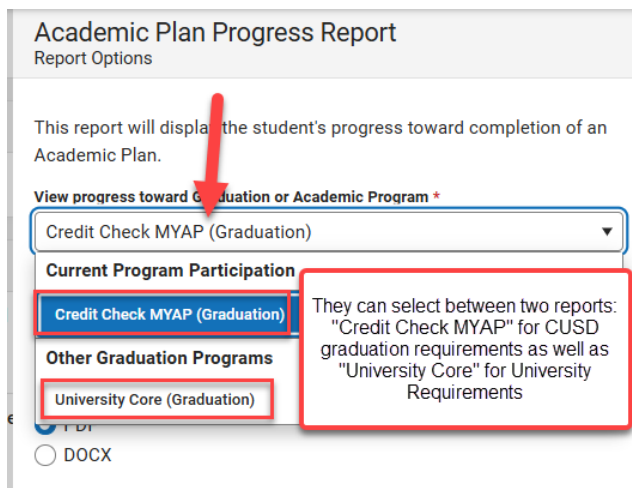 Academic Plan Progress Report
Report Options
This report will display the student's progress toward completion of an
Academic Plan.
View progress toward Graduation or Academic Program *
Credit Check MYAP (Graduation)
Current Program Participation
Credit Check MYAP (Graduation)
Other Graduation Programs
University Core (Graduation)
They can select between two reports:
"Credit Check MYAP" for CUSD
graduation requirements as well as
"University Core" for University
Requirements
PDF
DOCX